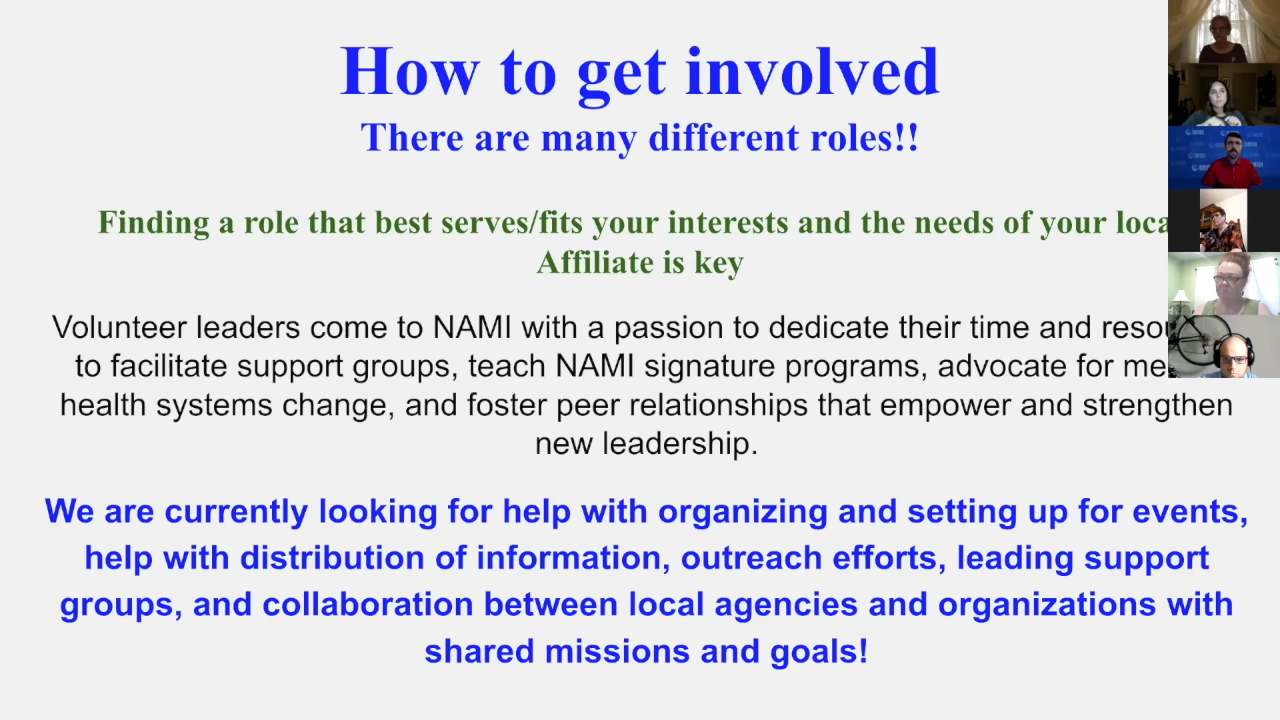 How to get involved
There are many different roles!!
Finding a role that best serves/fits your interests and the needs of your loca
Affiliate is key
Volunteer leaders come to NAMI with a passion to dedicate their time and resou
to facilitate support groups, teach NAMI signature programs, advocate for me
health systems change, and foster peer relationships that empower and strengthen
new leadership.
We are currently looking for help with organizing and setting up for events,
help with distribution of information, outreach efforts, leading support
groups, and collaboration between local agencies and organizations with
shared missions and goals!